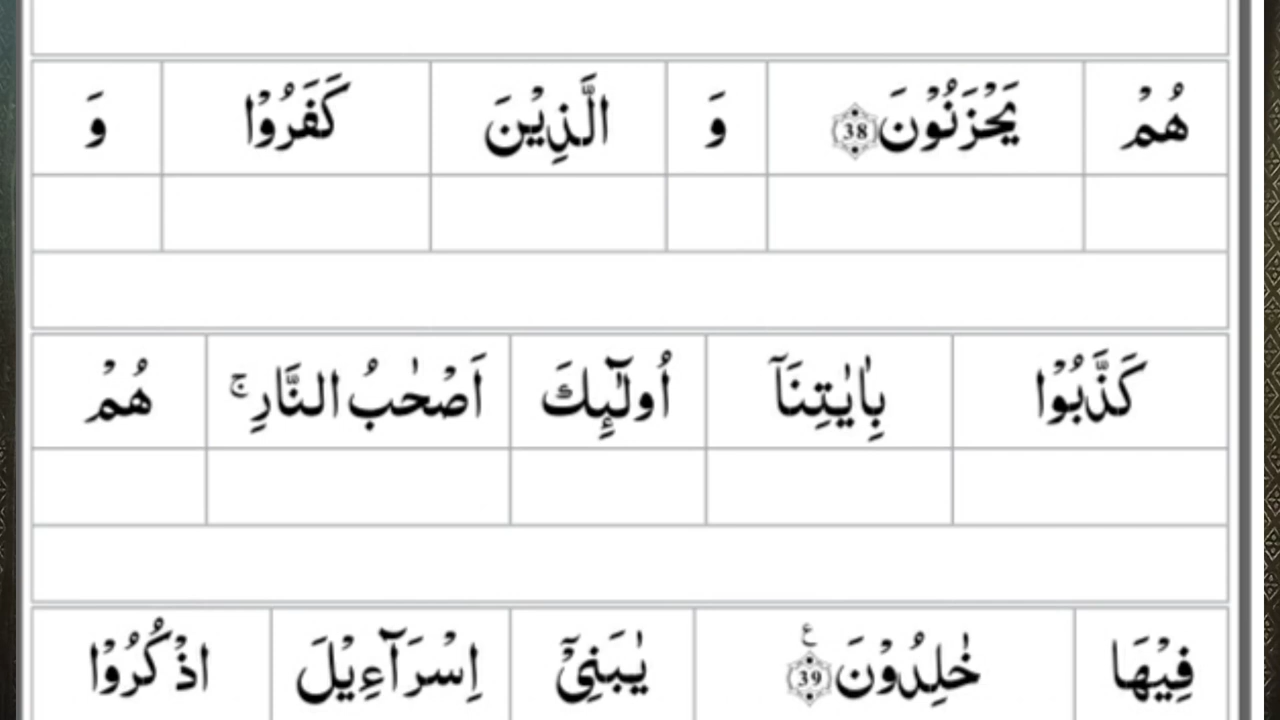 هُمْ يَحْزَنُوْنَ 38 وَ الَّذِيْنَ كَفَرُوْا وَ
كَذَّبُوْا بِاٰيٰتِنَاۤ اُولٰٓئِكَ اَصْحٰبُ النَّارِ ۚ هُمْ
فِيْهَا خٰلِدُوْنَ 39 ع يٰبَنِيْۤ اِسْرَآءِيْلَ اذْكُرُوْا